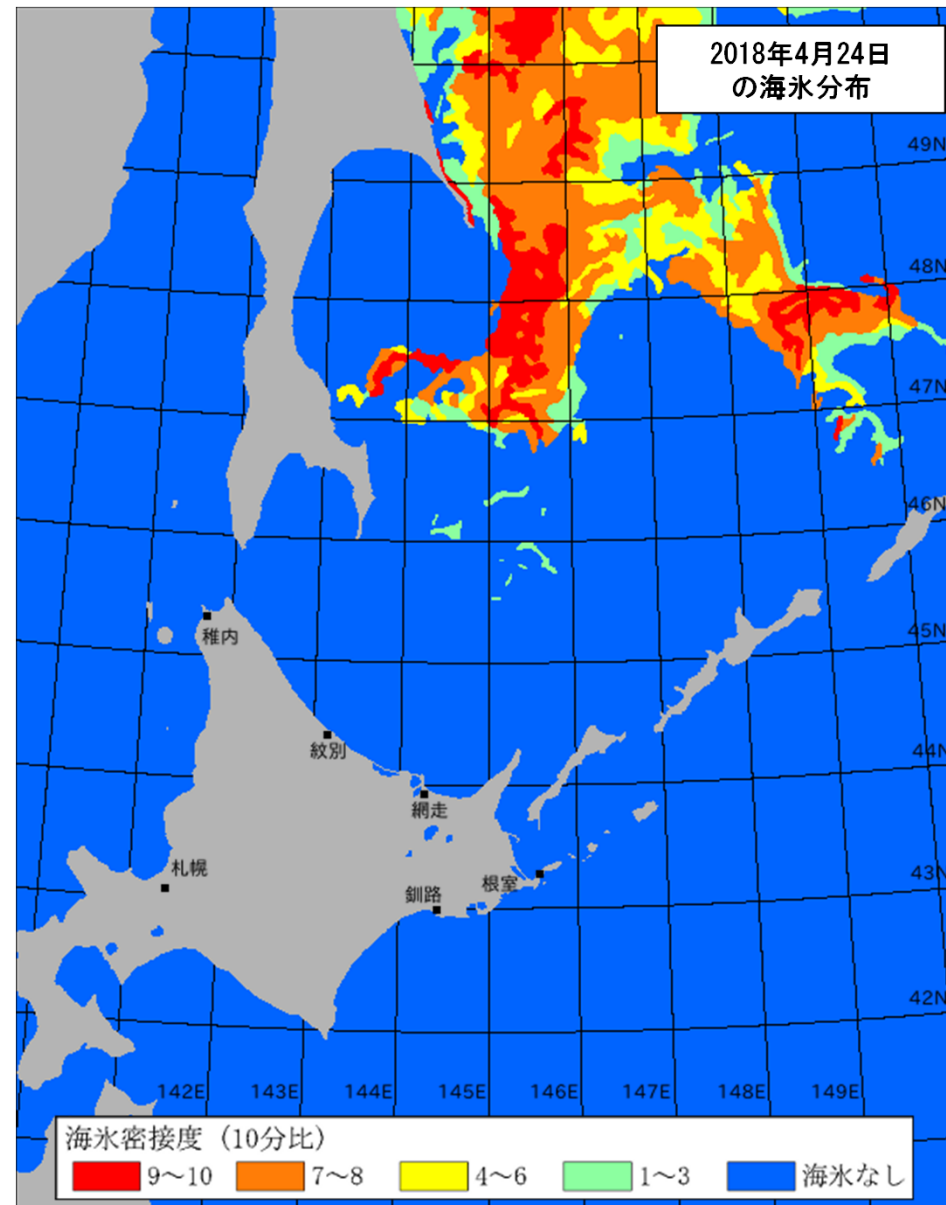 2018年4月24日
の海氷分布
49N
48N
47N
46N
稚内
45N
紋別
44N
網走
札幌
釧路
根室
43N
42N
142E 143E 144E 145E 146E 147E 148E 149E
海氷密接度 (10分比)
9～10 7～8 4～6 1～3 海氷なし